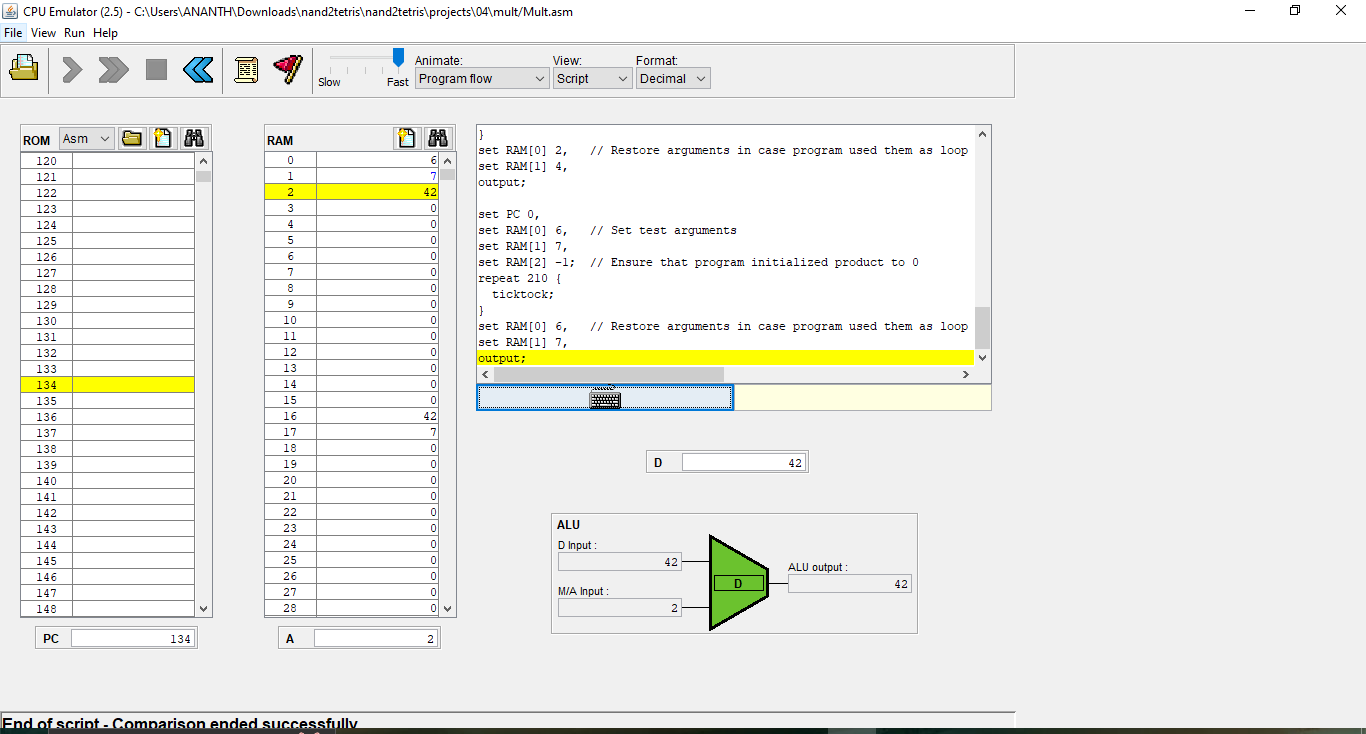 CPU Emulator (2.5) - C:\Users\ANANTH\Downloads\nand2tetris\nand2tetris\projects\04\mult/Mult.asm
File View Run Help
Slow Fast
Animate:
Program flow
View:
Script
Format:
Decimal
ROM Asm
120
121
122
123
124
125
126
127
128
129
130
131
132
133
134
135
136
137
138
139
140
141
142
143
144
145
146
147
148
PC 134
RAM
0 6
1 7
2 42
3 0
4 0
5 0
6 0
7 0
8 0
9 0
10 0
11 0
12 0
13 0
14 0
15 0
16 42
17 7
18 0
19 0
20 0
21 0
22 0
23 0
24 0
25 0
26 0
27 0
28 0
A 2
}
set RAM[0] 2,   // Restore arguments in case program used them as loop
set RAM[1] 4,
output;
set PC 0,
set RAM[0] 6,   // Set test arguments
set RAM[1] 7,
set RAM[2] -1;  // Ensure that program initialized product to 0
repeat 210 {
  ticktock;
}
set RAM[0] 6,   // Restore arguments in case program used them as loop
set RAM[1] 7,
output;
D 42
ALU
D Input :
42
M/A Input :
2
D
ALU output :
42
End of script - Comparison ended successfully